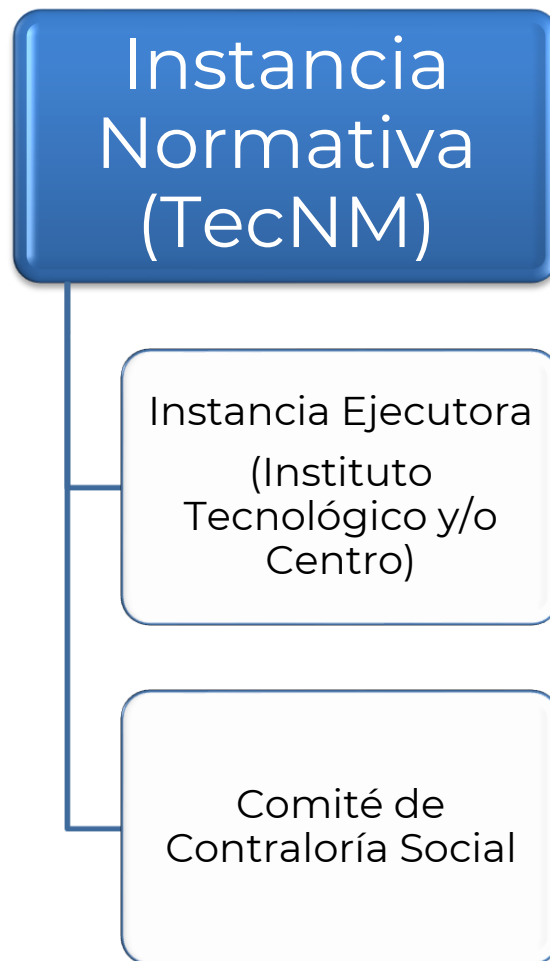 Instancia
Normativa
(TecNM)
Instancia Ejecutora
(Instituto
Tecnológico y/o
Centro)
Comité de
Contraloría Social